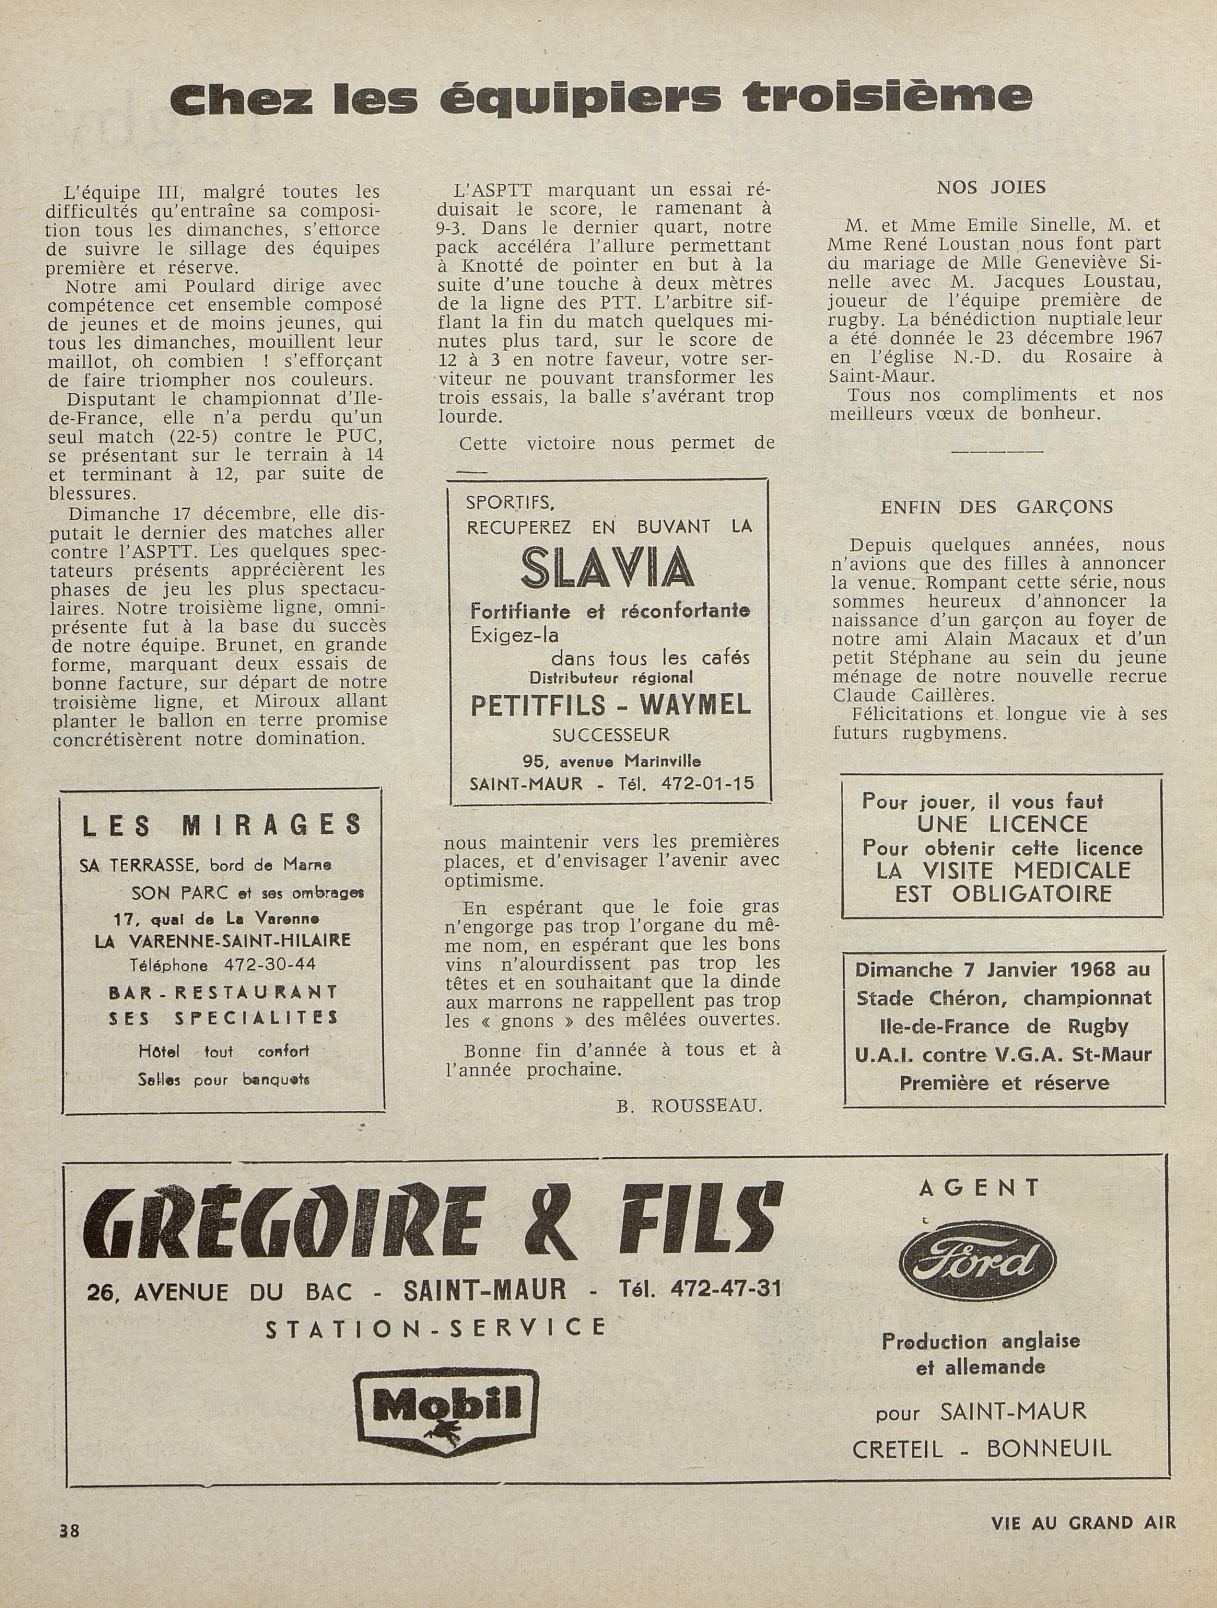 Chez les équipiers troisième
L'équipe III, malgré toutes les
difficultés qu'entraîne sa composi-
tion tous les dimanches, s'efforce
de suivre le sillage des équipes
première et réserve.
Notre ami Poulard dirige avec
compétence cet ensemble composé
de jeunes et de moins jeunes, qui
tous les dimanches, mouillent leur
maillot, oh combien ! s'efforçant
de faire triompher nos couleurs.
Disputant le championnat d'Ile-
de-France, elle n'a perdu qu'un
seul match (22-5) contre le PUC,
se présentant sur le terrain à 14
et terminant à 12, par suite de
blessures.
Dimanche 17 décembre, elle dis-
putait le dernier des matches aller
contre l'ASPTT. Les quelques spec-
tateurs présents apprécièrent les
phases de jeu les plus spectacu-
laires. Notre troisième ligne, omni-
présente fut à la base du succès
de notre équipe. Brunet, en grande
forme, marquant deux essais de
bonne facture, sur départ de notre
troisième ligne, et Miroux allant
planter le ballon en terre promise
concrétisèrent notre domination.
LES MIRAGES
SA TERRASSE, bord de Marne
SON PARC et ses ombrages
17, quai de La Varenne
LA VARENNE-SAINT-HILAIRE
Téléphone 472-30-44
BAR - RESTAURANT
SES SPECIALITES
Hôtel tout confort
Salles pour banquets
L'ASPTT marquant un essai ré-
duisait le score, le ramenant à
9-3. Dans le dernier quart, notre
pack accéléra l'allure permettant
à Knotté de pointer en but à la
suite d'une touche à deux mètres
de la ligne des PTT. L'arbitre sif-
flant la fin du match quelques mi-
nutes plus tard, sur le score de
12 à 3 en notre faveur, votre ser-
viteur ne pouvant transformer les
trois essais, la balle s'avérant trop
lourde.
Cette victoire nous permet de
SPORTIFS,
RECUPEREZ EN BUVANT LA
SLAVIA
Fortifiante et réconfortante
Exigez-la
dans tous les cafés
Distributeur régional
PETITFILS - WAYMEL
SUCCESSEUR
95, avenue Marinville
SAINT-MAUR - Tél. 472-01-15
nous maintenir vers les premières
places, et d'envisager l'avenir avec
optimisme.
En espérant que le foie gras
n'engorge pas trop l'organe du mê-
me nom, en espérant que les bons
vins n'alourdissent pas trop les
têtes et en souhaitant que la dinde
aux marrons ne rappellent pas trop
les « gnons » des mêlées ouvertes.
Bonne fin d'année à tous et à
l'année prochaine.
B. ROUSSEAU.
NOS JOIES
M. et Mme Emile Sinelle, M. et
Mme René Loustan nous font part
du mariage de Mlle Geneviève Si-
nelle avec M. Jacques Loustau,
joueur de l'équipe première de
rugby. La bénédiction nuptiale leur
a été donnée le 23 décembre 1967
en l'église N.-D. du Rosaire à
Saint-Maur.
Tous nos compliments et nos
meilleurs vœux de bonheur.
ENFIN DES GARÇONS
Depuis quelques années, nous
n'avions que des filles à annoncer
la venue. Rompant cette série, nous
sommes heureux d'annoncer la
naissance d'un garçon au foyer de
notre ami Alain Macaux et d'un
petit Stéphane au sein du jeune
ménage de notre nouvelle recrue
Claude Caillères.
Félicitations et longue vie à ses
futurs rugbymens.
Pour jouer, il vous faut
UNE LICENCE
Pour obtenir cette licence
LA VISITE MEDICALE
EST OBLIGATOIRE
Dimanche 7 Janvier 1968 au
Stade Chéron, championnat
Ile-de-France de Rugby
U.A.I. contre V.G.A. St-Maur
Première et réserve
GRÉGOIRE & FILS
26, AVENUE DU BAC - SAINT-MAUR - Tél. 472-47-31
STATION-SERVICE
Mobil
AGENT
Ford
Production anglaise
et allemande
pour SAINT-MAUR
CRETEIL - BONNEUIL
38
VIE AU GRAND AIR